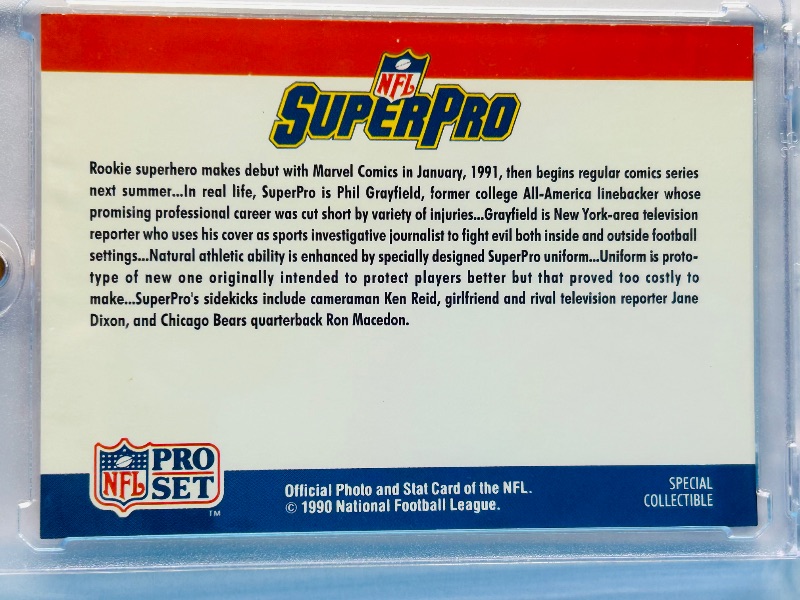 NFL
SUPERPRO
Rookie superhero makes debut with Marvel Comics in January, 1991, then begins regular comics series
next summer...In real life, SuperPro is Phil Grayfield, former college All-America linebacker whose
promising professional career was cut short by variety of injuries...Grayfield is New York-area television
reporter who uses his cover as sports investigative journalist to fight evil both inside and outside football
settings...Natural athletic ability is enhanced by specially designed SuperPro uniform...Uniform is proto-
type of new one originally intended to protect players better but that proved too costly to
make...SuperPro's sidekicks include cameraman Ken Reid, girlfriend and rival television reporter Jane
Dixon, and Chicago Bears quarterback Ron Macedon.
NFL PRO SET TM
Official Photo and Stat Card of the NFL.
© 1990 National Football League.
SPECIAL
COLLECTIBLE